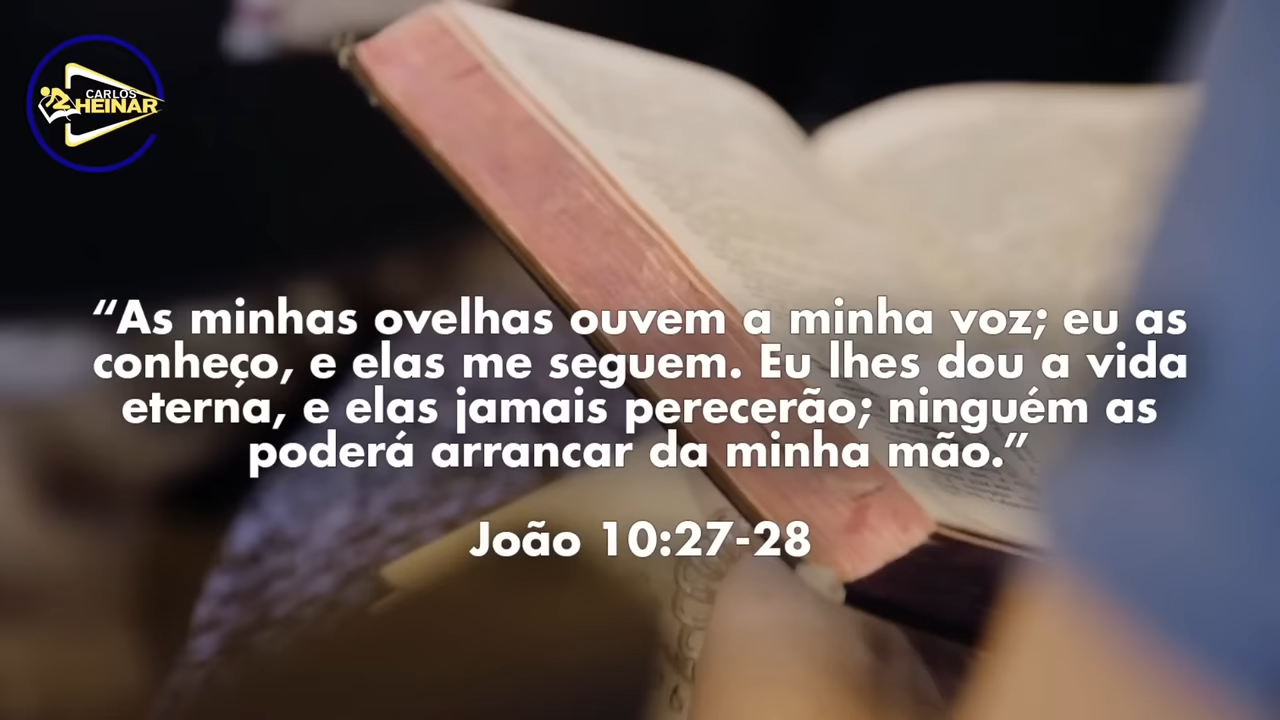 CARLOS
HEINAR
“As minhas ovelhas ouvem a minha voz; eu as
conheço, e elas me seguem. Eu lhes dou a vida
eterna, e elas jamais perecerão; ninguém as
poderá arrancar da minha mão.”
João 10:27-28